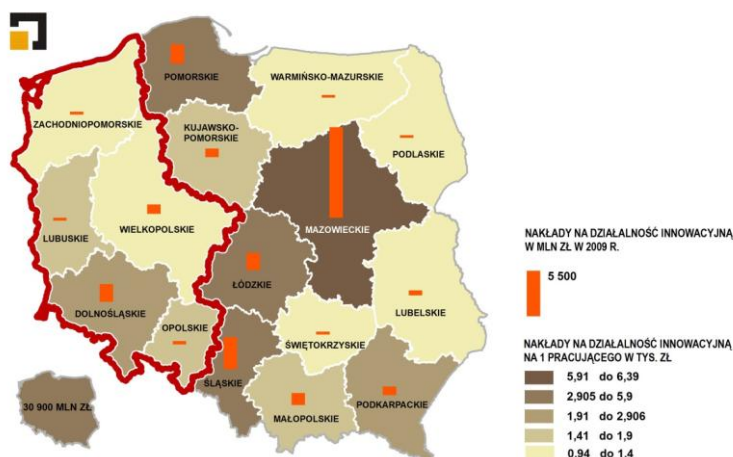 POMORSKIE
WARMIŃSKO-MAZURSKIE
ZACHODNIOPOMORSKIE
KUJAWSKO-
POMORSKIE
PODLASKIE
WIELKOPOLSKIE
MAZOWIECKIE
LUBUSKIE
ŁÓDZKIE
LUBELSKIE
DOLNOŚLĄSKIE
OPOLSKIE
ŚWIĘTOKRZYSKIE
ŚLĄSKIE
MAŁOPOLSKIE
PODKARPACKIE
30 900 MLN ZŁ
NAKŁADY NA DZIAŁALNOŚĆ INNOWACYJNĄ
W MLN ZŁ W 2009 R.
5 500
NAKŁADY NA DZIAŁALNOŚĆ INNOWACYJNĄ
NA 1 PRACUJĄCEGO W TYS. ZŁ
5,91 do 6,39
2,905 do 5,9
1,91 do 2,906
1,41 do 1,9
0,94 do 1,4